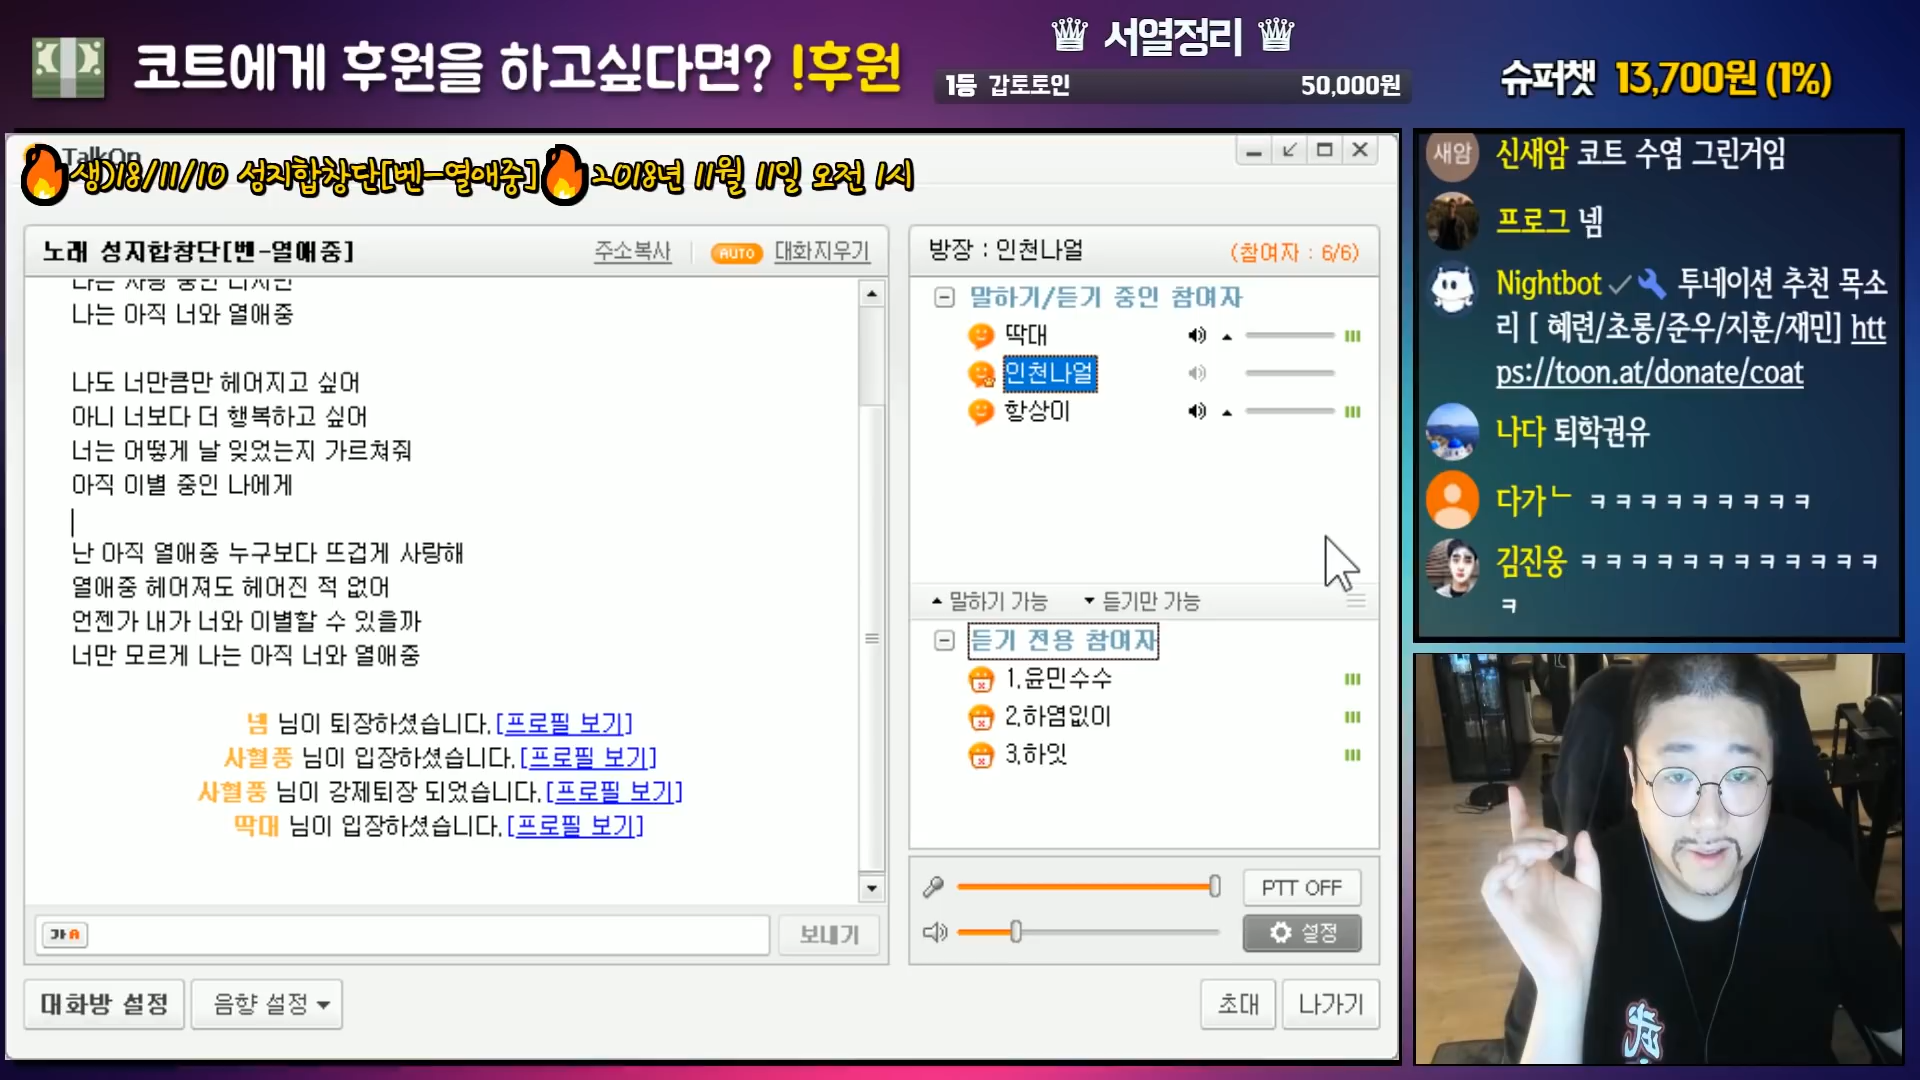 코트에게 후원을 하고싶다면? !후원
서열정리
1등 갑토토인 50,000원
슈퍼챗 13,700원 (1%)
TalkOn
생)18/11/10 성지합창단[벤-열애중] 2018년 11월 11일 오전 1시
노래 성지합창단[벤-열애중] 주소복사 AUTO 대화지우기
나는 아직 너와 열애중
나도 너만큼만 헤어지고 싶어
아니 너보다 더 행복하고 싶어
너는 어떻게 날 잊었는지 가르쳐줘
아직 이별 중인 나에게
난 아직 열애중 누구보다 뜨겁게 사랑해
열애중 헤어져도 헤어진 적 없어
언젠가 내가 너와 이별할 수 있을까
너만 모르게 나는 아직 너와 열애중
넴 님이 퇴장하셨습니다.[프로필 보기]
사혈풍 님이 입장하셨습니다.[프로필 보기]
사혈풍 님이 강제퇴장 되었습니다.[프로필 보기]
딱대 님이 입장하셨습니다.[프로필 보기]
가A
보내기
대화방 설정
음향 설정
방장 : 인천나얼 (참여자 : 6/6)
말하기/듣기 중인 참여자
딱대
인천나얼
항상이
말하기 가능 듣기만 가능
듣기 전용 참여자
1.윤민수수
2.하염없이
3.하잇
PTT OFF
설정
초대
나가기
새암 신새암 코트 수염 그린거임
프로그 넴
Nightbot 투네이션 추천 목소
리 [ 혜련/초롱/준우/지훈/재민] htt
ps://toon.at/donate/coat
나다 퇴학권유
다가ㄴ ㅋㅋㅋㅋㅋㅋㅋㅋㅋ
김진웅 ㅋㅋㅋㅋㅋㅋㅋㅋㅋㅋㅋㅋ
ㅋ